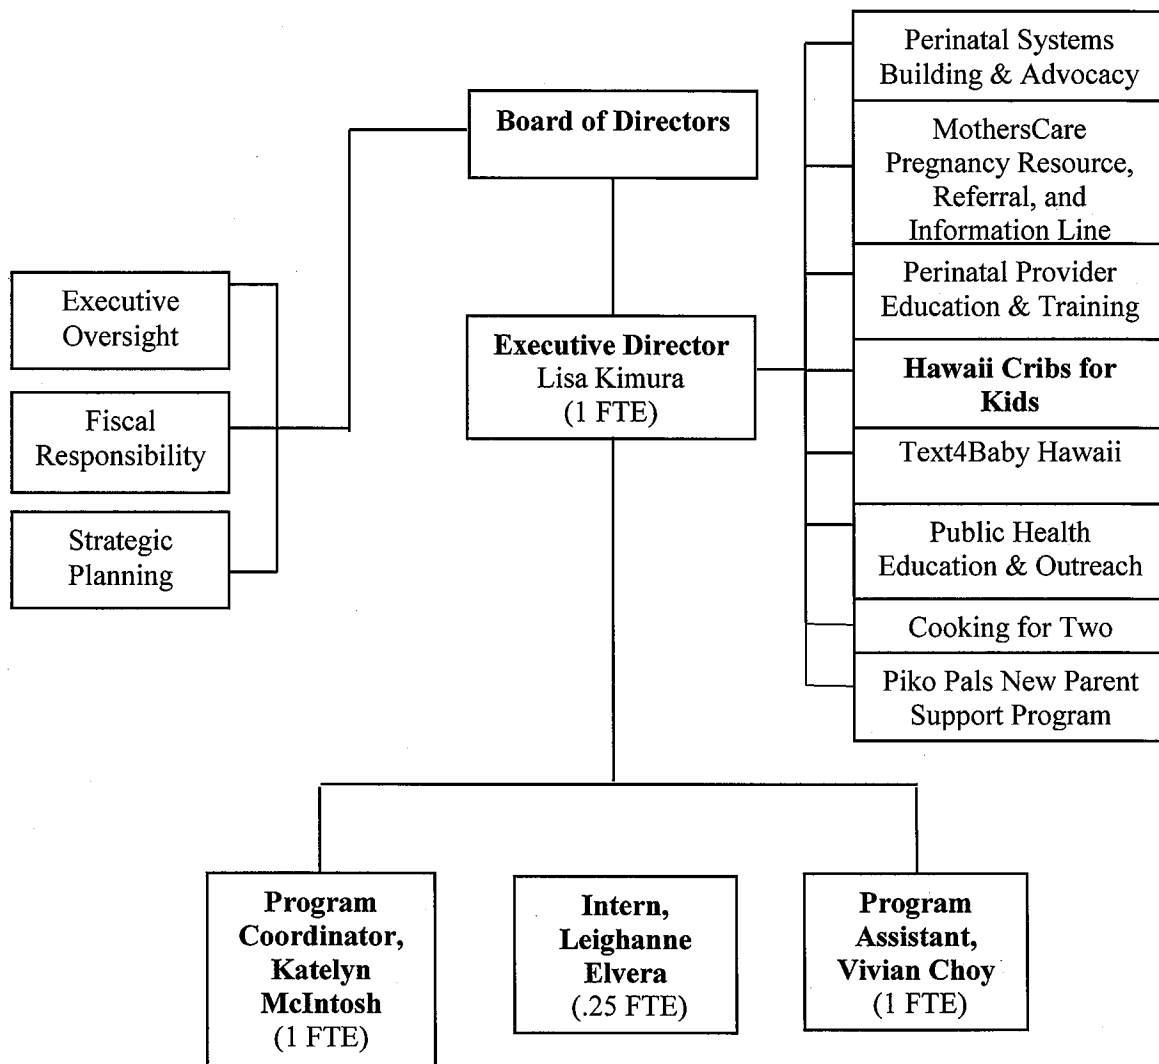 Board of Directors
Executive
Oversight
Fiscal
Responsibility
Strategic
Planning
Executive Director
Lisa Kimura
(1 FTE)
Perinatal Systems
Building & Advocacy
MothersCare
Pregnancy Resource,
Referral, and
Information Line
Perinatal Provider
Education & Training
Hawaii Cribs for
Kids
Text4Baby Hawaii
Public Health
Education & Outreach
Cooking for Two
Piko Pals New Parent
Support Program
Program
Coordinator,
Katelyn
McIntosh
(1 FTE)
Intern,
Leighanne
Elvera
(.25 FTE)
Program
Assistant,
Vivian Choy
(1 FTE)